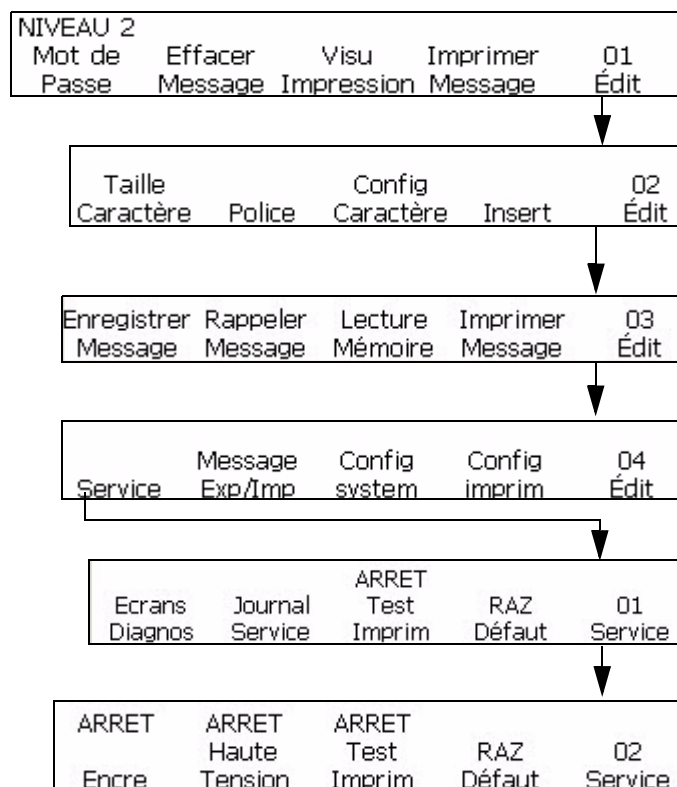 NIVEAU 2
Mot de Effacer Visu Imprimer 01
Passe Message Impression Message Édit
Taille Config 02
Caractère Police Caractère Insert Édit
Enregistrer Rappeler Lecture Imprimer 03
Message Message Mémoire Message Édit
Message Config Config 04
Service Exp/Imp system imprim Édit
ARRET
Ecrans Journal Test RAZ 01
Diagnos Service Imprim Défaut Service
ARRET ARRET ARRET
Haute Test RAZ 02
Encre Tension Imprim Défaut Service